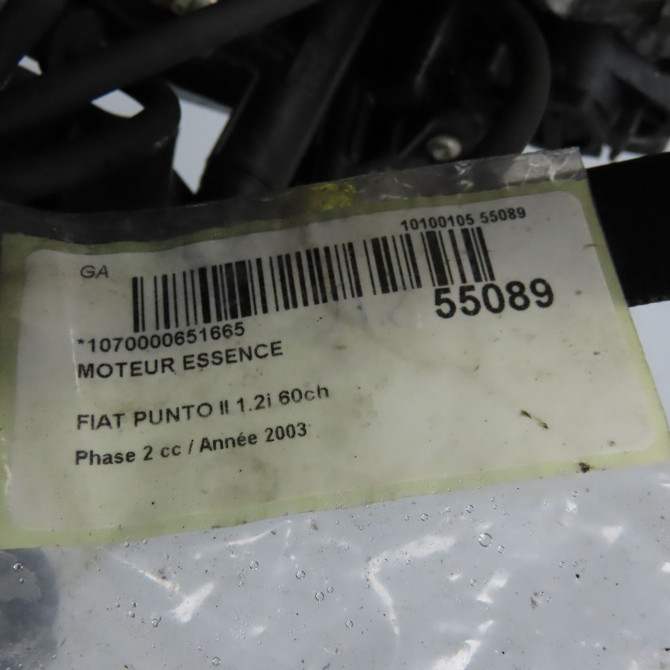 10100105 55089
GA
55089
*1070000651665
MOTEUR ESSENCE
FIAT PUNTO II 1.2i 60ch
Phase 2 cc / Année 2003